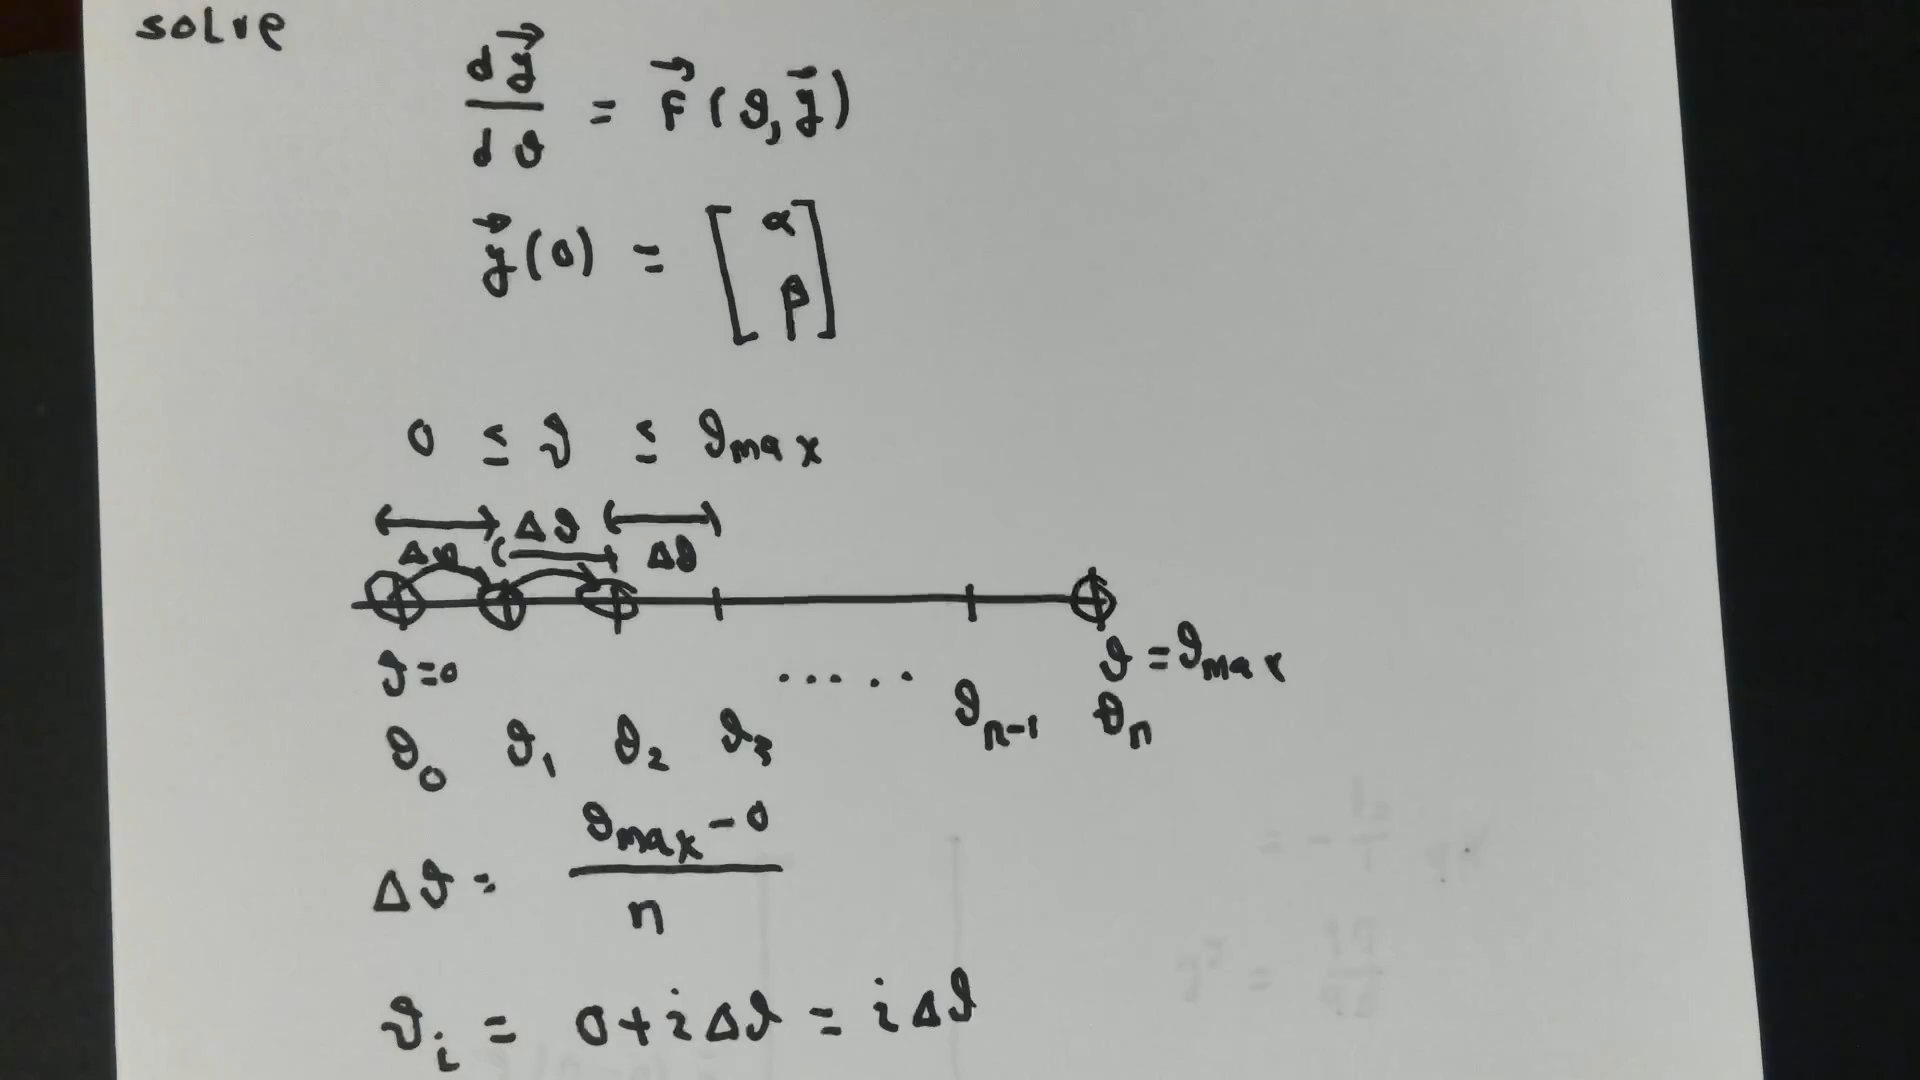 solve
dy⃗/dϑ = F⃗(ϑ, y⃗)
y⃗(0) = [α β]
0 ≤ ϑ ≤ ϑmax
Δϑ Δϑ Δϑ
ϑ=0 ..... ϑ=ϑmax
ϑ0 ϑ1 ϑ2 ϑ3 ϑn-1 ϑn
Δϑ = (ϑmax - 0)/n
ϑi = 0+iΔϑ = iΔϑ